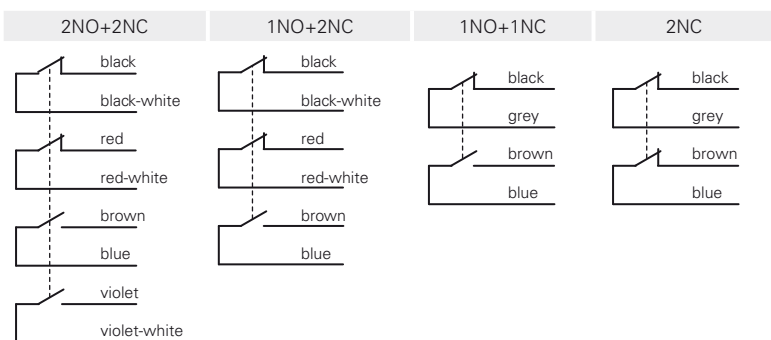 2NO+2NC
black
black-white
red
red-white
brown
blue
violet
violet-white
1NO+2NC
black
black-white
red
red-white
brown
blue
1NO+1NC
black
grey
brown
blue
2NC
black
grey
brown
blue